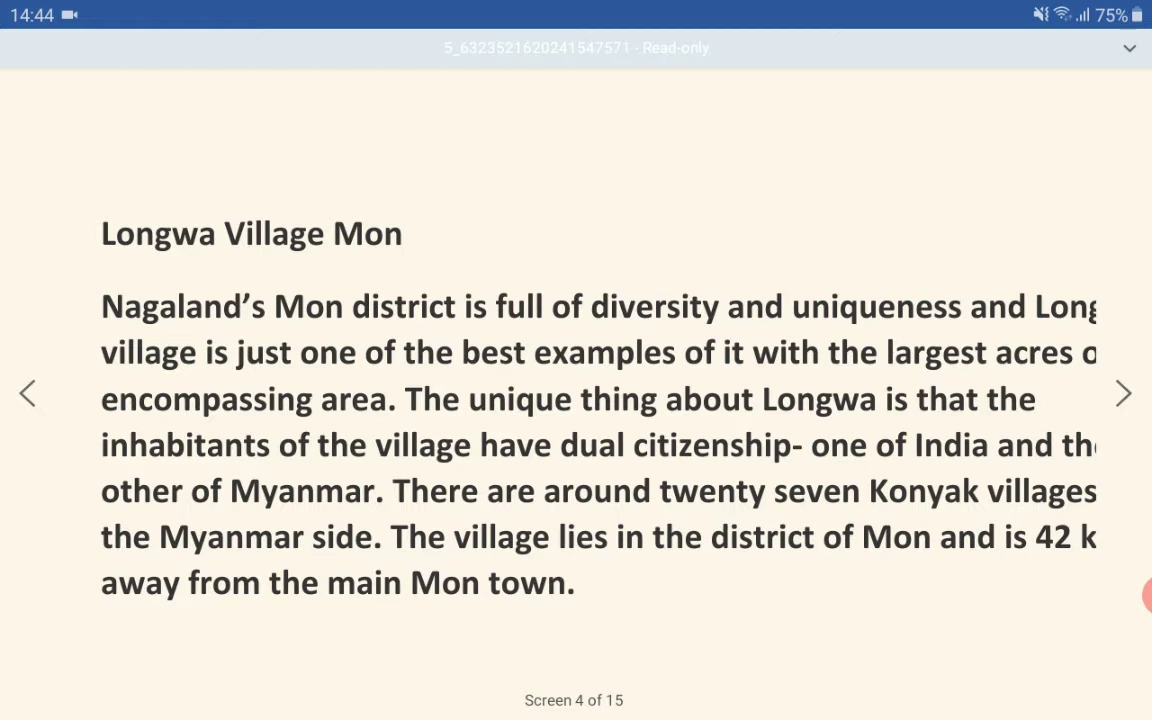 14:44
75%
5_6323521620241547571 - Read-only
Longwa Village Mon
Nagaland’s Mon district is full of diversity and uniqueness and
village is just one of the best examples of it with the largest acres
encompassing area. The unique thing about Longwa is that the
inhabitants of the village have dual citizenship- one of India and
other of Myanmar. There are around twenty seven Konyak villages
the Myanmar side. The village lies in the district of Mon and is 42
away from the main Mon town.
Screen 4 of 15